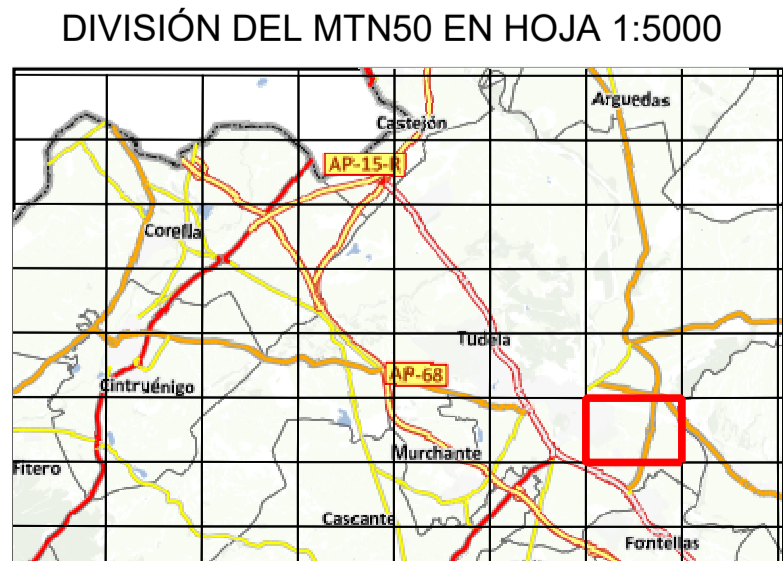 DIVISIÓN DEL MTN50 EN HOJA 1:5000
Arguedas
Castejón
AP-15-R
Corella
Tudela
AP-68
Cintruénigo
Murchante
Fitero
Cascante
Fontellas